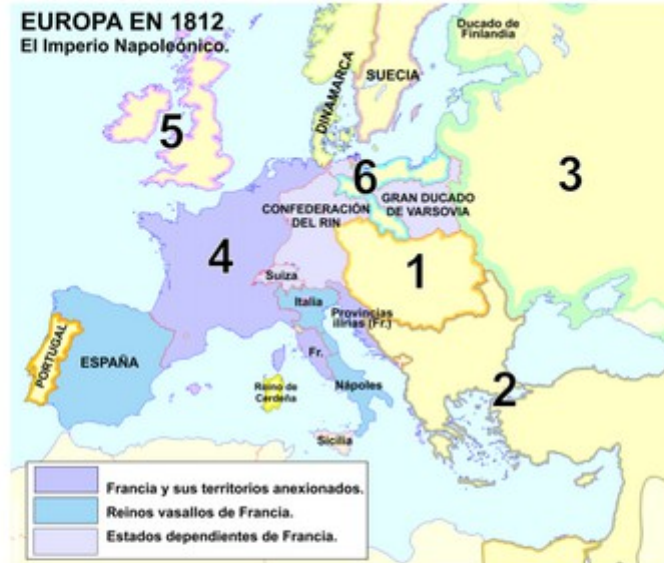 EUROPA EN 1812
El Imperio Napoleónico.
Ducado de
Finlandia
SUECIA
DINAMARCA
5
3
6
GRAN DUCADO
DE VARSOVIA
CONFEDERACIÓN
DEL RIN
4
1
Suiza
Italia
Provincias
ilirias (Fr.)
PORTUGAL
ESPAÑA
Fr.
Nápoles
2
Reino de
Cerdeña
Sicilia
Francia y sus territorios anexionados.
Reinos vasallos de Francia.
Estados dependientes de Francia.